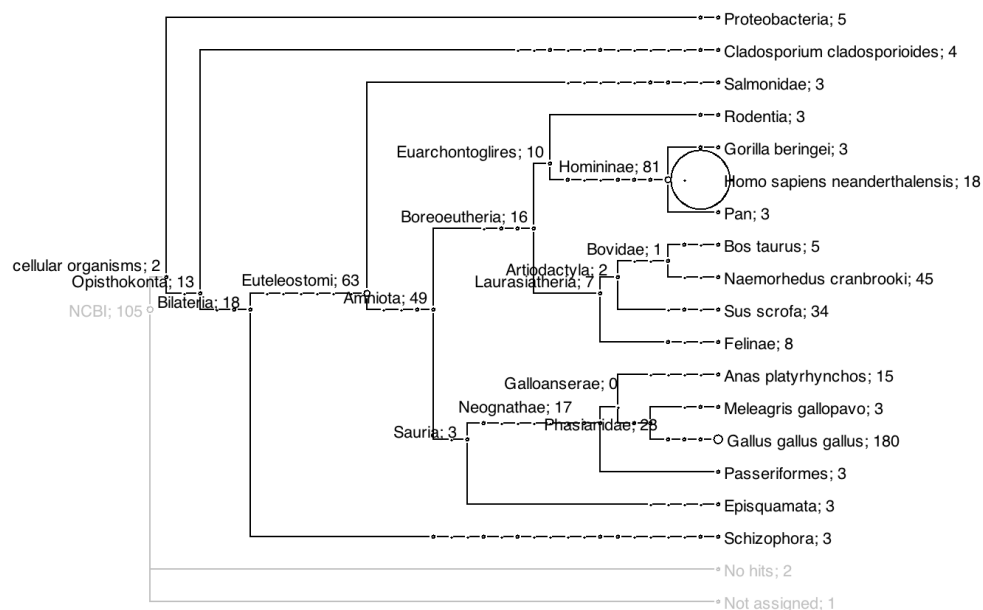 Proteobacteria; 5
Cladosporium cladosporioides; 4
Salmonidae; 3
Rodentia; 3
Gorilla beringei; 3
Euarchontoglires; 10
Homininae; 81
Homo sapiens neanderthalensis; 18
Pan; 3
Boreoeutheria; 16
Bos taurus; 5
Bovidae; 1
cellular organisms; 2
Artiodactyla; 2
Opisthokonta; 13
Euteleostomi; 63
Laurasiatheria; 7
Naemorhedus cranbrooki; 45
Bilateria; 18
Amniota; 49
NCBI; 105
Sus scrofa; 34
Felinae; 8
Anas platyrhynchos; 15
Galloanserae; 0
Neognathae; 17
Meleagris gallopavo; 3
Phasianidae; 28
Sauria; 3
Gallus gallus gallus; 180
Passeriformes; 3
Episquamata; 3
Schizophora; 3
No hits; 2
Not assigned; 1